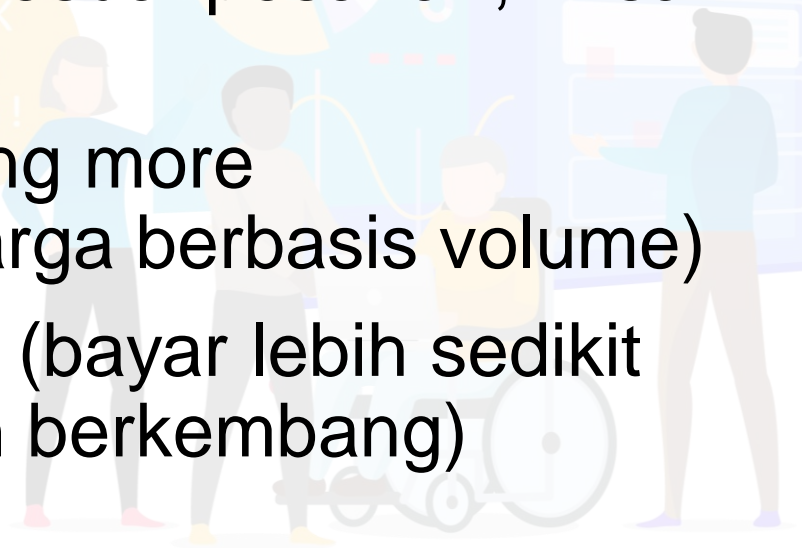 ng more
arga berbasis volume)
(bayar lebih sedikit
berkembang)